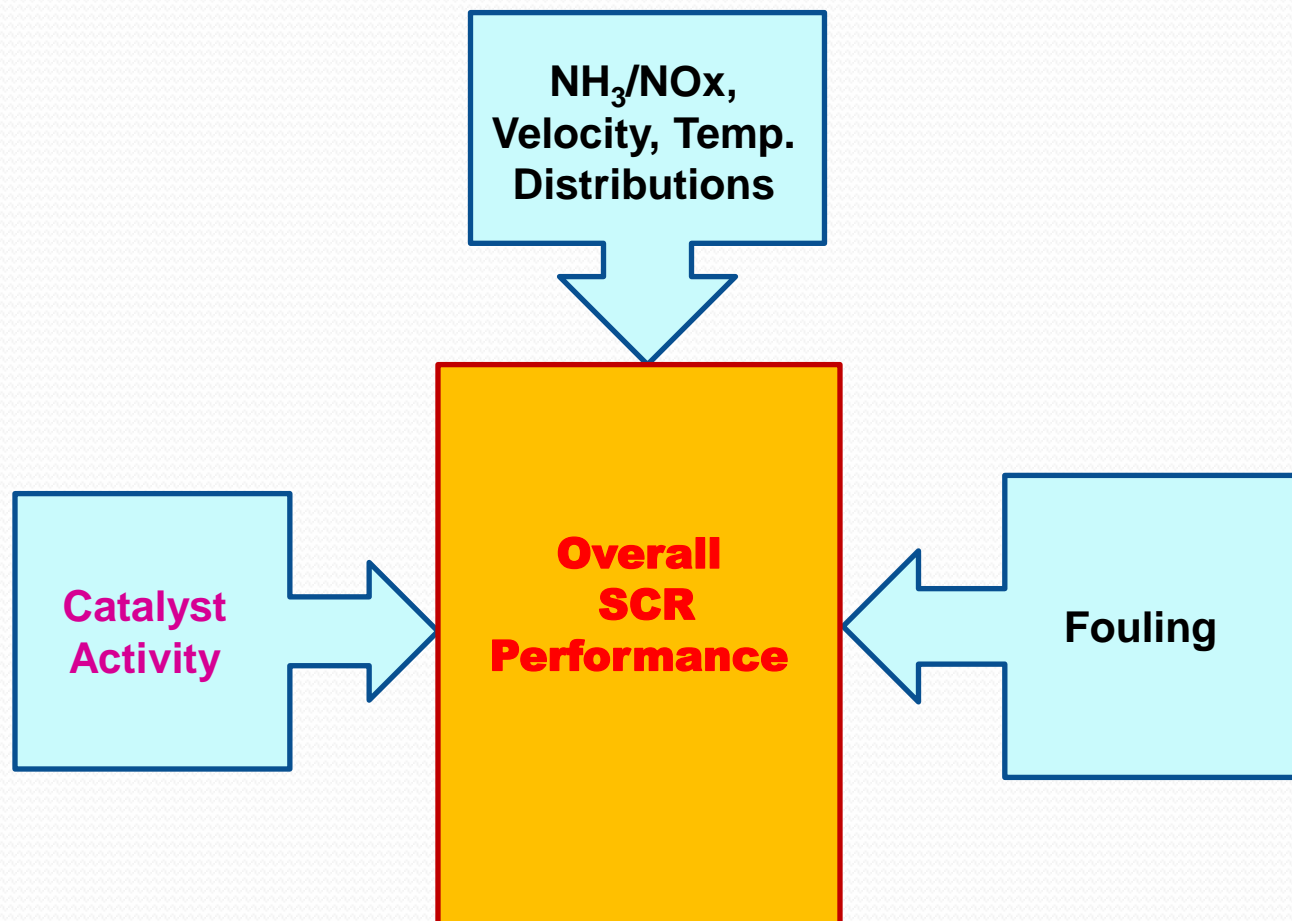 NH₃/NOx,
Velocity, Temp.
Distributions
Catalyst
Activity
Overall
SCR
Performance
Fouling